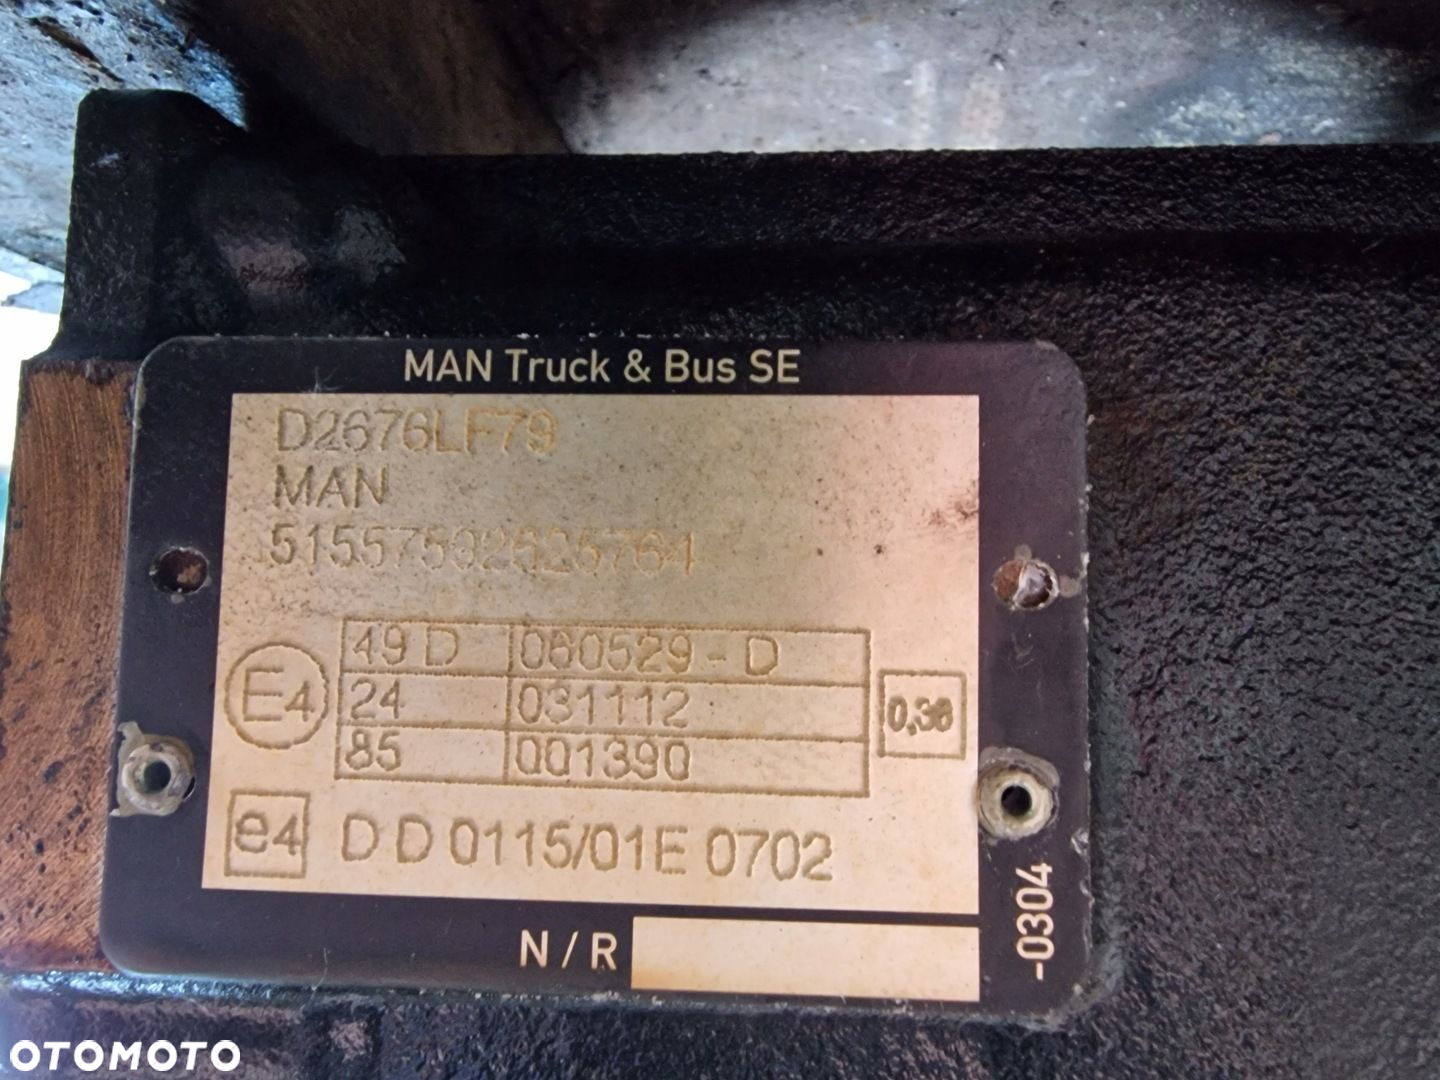 MAN Truck & Bus SE
D2676LF79
MAN
E4
49 D 060529 - D
24 031112
85 001390
0,36
e4 D D 0115/01E 0702
N / R
-0304
OTOMOTO